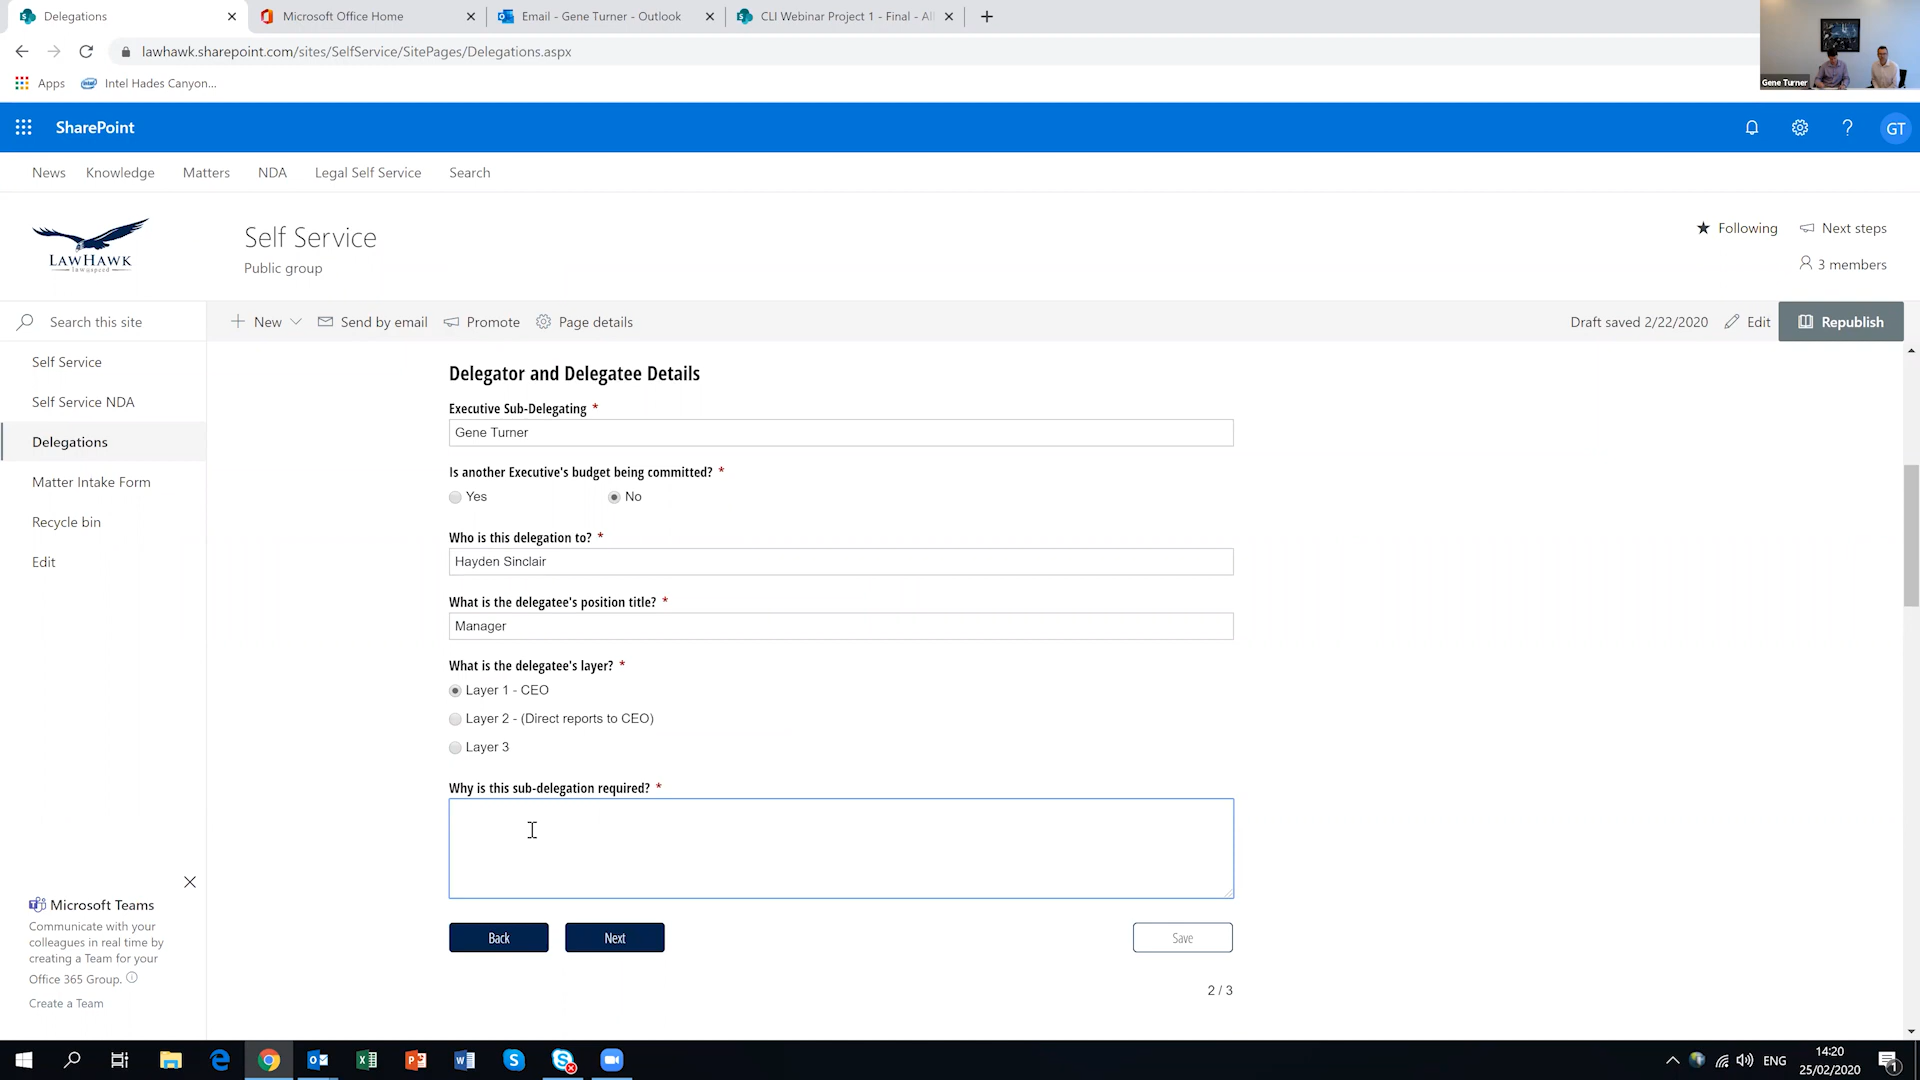 Delegations
Microsoft Office Home
Email - Gene Turner - Outlook
CLI Webinar Project 1 - Final - Al
lawhawk.sharepoint.com/sites/SelfService/SitePages/Delegations.aspx
Apps
Intel Hades Canyon...
Gene Turner
SharePoint
GT
News
Knowledge
Matters
NDA
Legal Self Service
Search
LAWHAWK
law@speed
Self Service
Public group
Following
Next steps
3 members
Search this site
New
Send by email
Promote
Page details
Draft saved 2/22/2020
Edit
Republish
Self Service
Self Service NDA
Delegations
Matter Intake Form
Recycle bin
Edit
Delegator and Delegatee Details
Executive Sub-Delegating *
Gene Turner
Is another Executive's budget being committed? *
Yes
No
Who is this delegation to? *
Hayden Sinclair
What is the delegatee's position title? *
Manager
What is the delegatee's layer? *
Layer 1 - CEO
Layer 2 - (Direct reports to CEO)
Layer 3
Why is this sub-delegation required? *
Back
Next
Save
2 / 3
Microsoft Teams
Communicate with your
colleagues in real time by
creating a Team for your
Office 365 Group.
Create a Team
ENG
14:20
25/02/2020
1